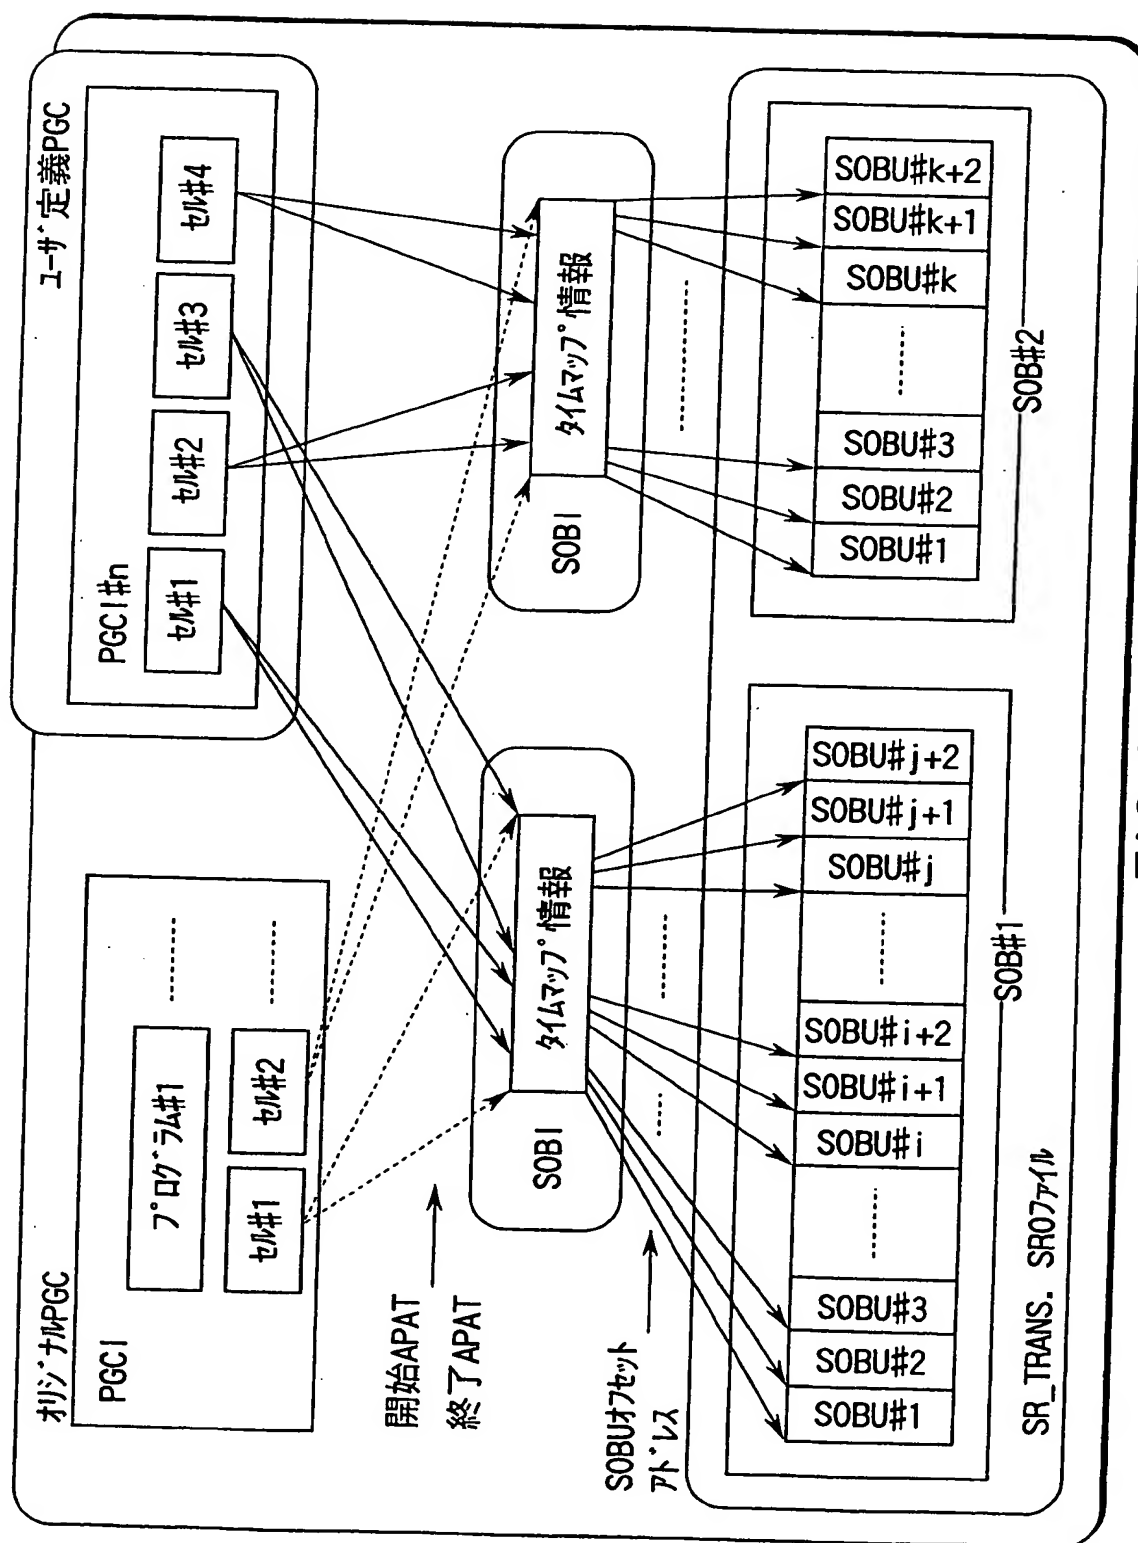 オリジナルPGC
PGCI
プログラム#1
セル#1
セル#2
ユーザ定義PGC
PGCI#n
セル#1
セル#2
セル#3
セル#4
開始APAT
終了APAT
SOBI
タイムマップ情報
SOBI
タイムマップ情報
SOBUオフセット
アドレス
SOBU#1
SOBU#2
SOBU#3
SOBU#i
SOBU#i+1
SOBU#i+2
SOBU#j
SOBU#j+1
SOBU#j+2
SOB#1
SOBU#1
SOBU#2
SOBU#3
SOBU#k
SOBU#k+1
SOBU#k+2
SOB#2
SR_TRANS. SROファイル